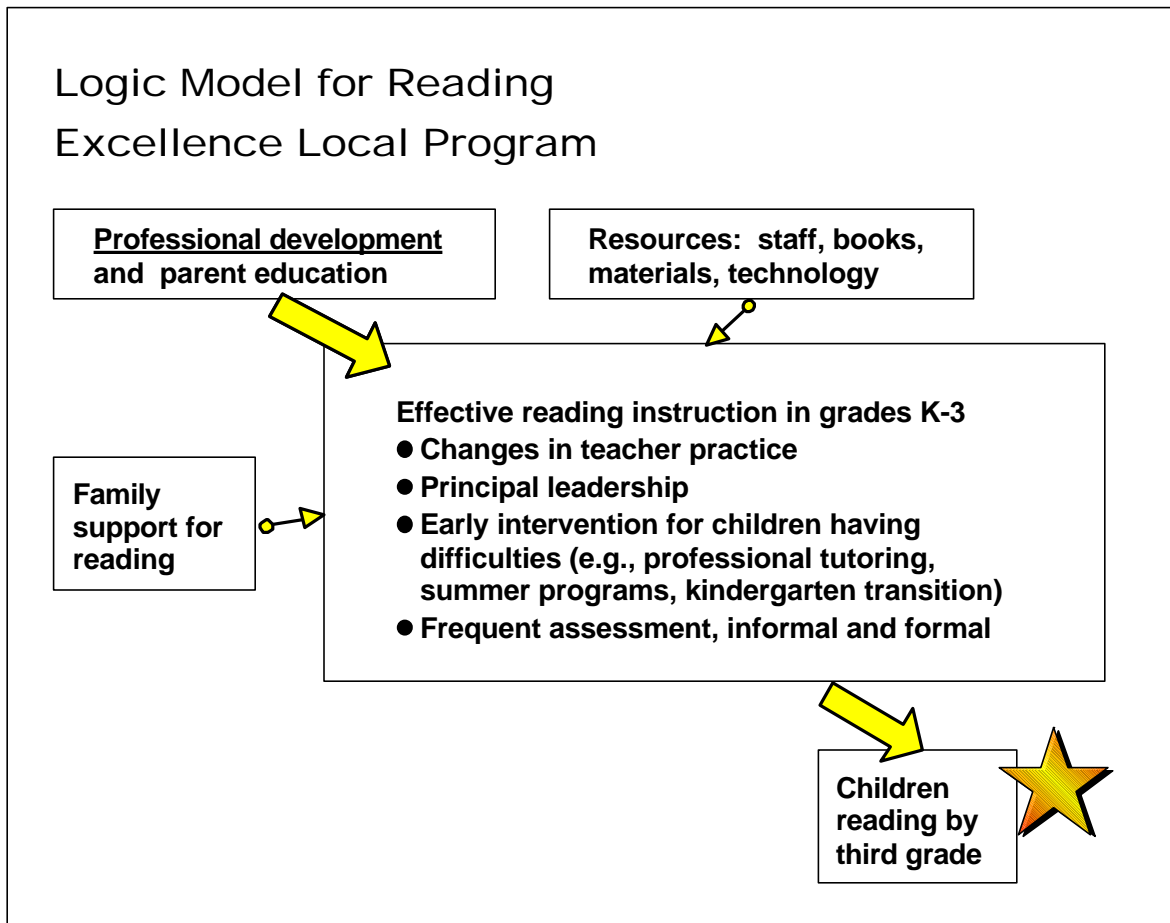 Logic Model for Reading
Excellence Local Program
Professional development
and parent education
Resources: staff, books,
materials, technology
Family
support for
reading
Effective reading instruction in grades K-3
● Changes in teacher practice
● Principal leadership
● Early intervention for children having
difficulties (e.g., professional tutoring,
summer programs, kindergarten transition)
● Frequent assessment, informal and formal
Children
reading by
third grade